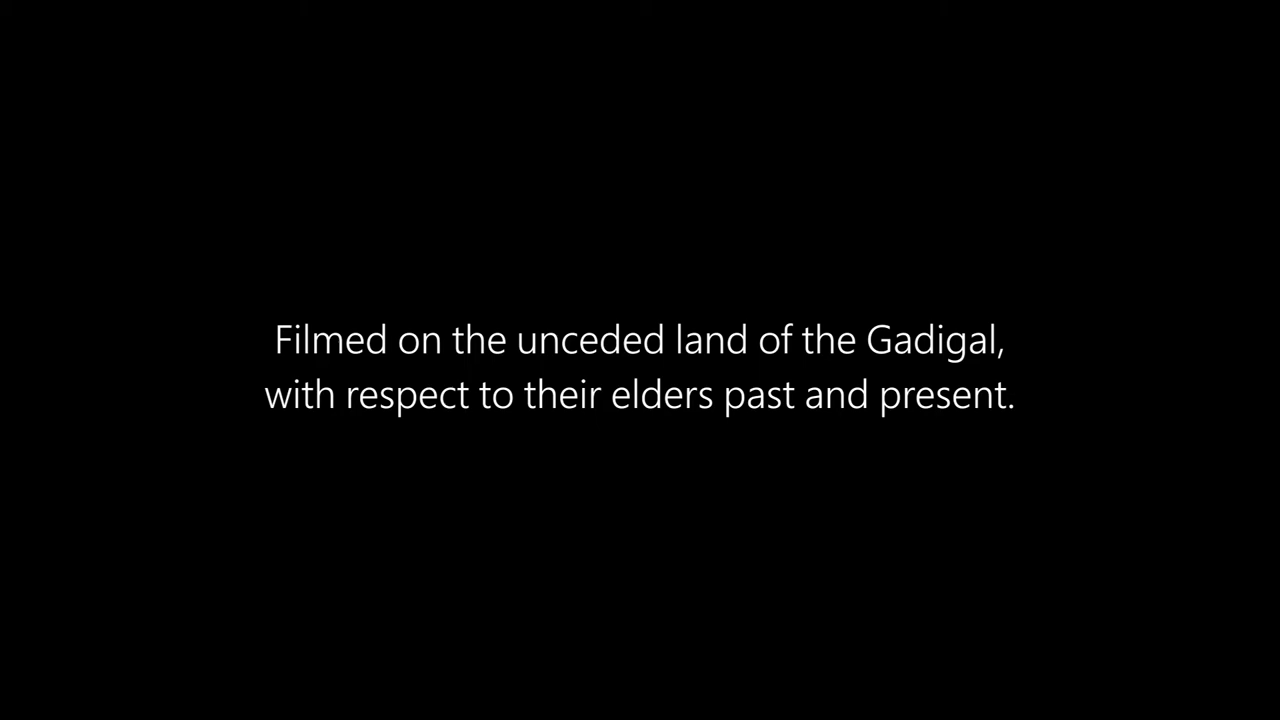 Filmed on the unceded land of the Gadigal,
with respect to their elders past and present.